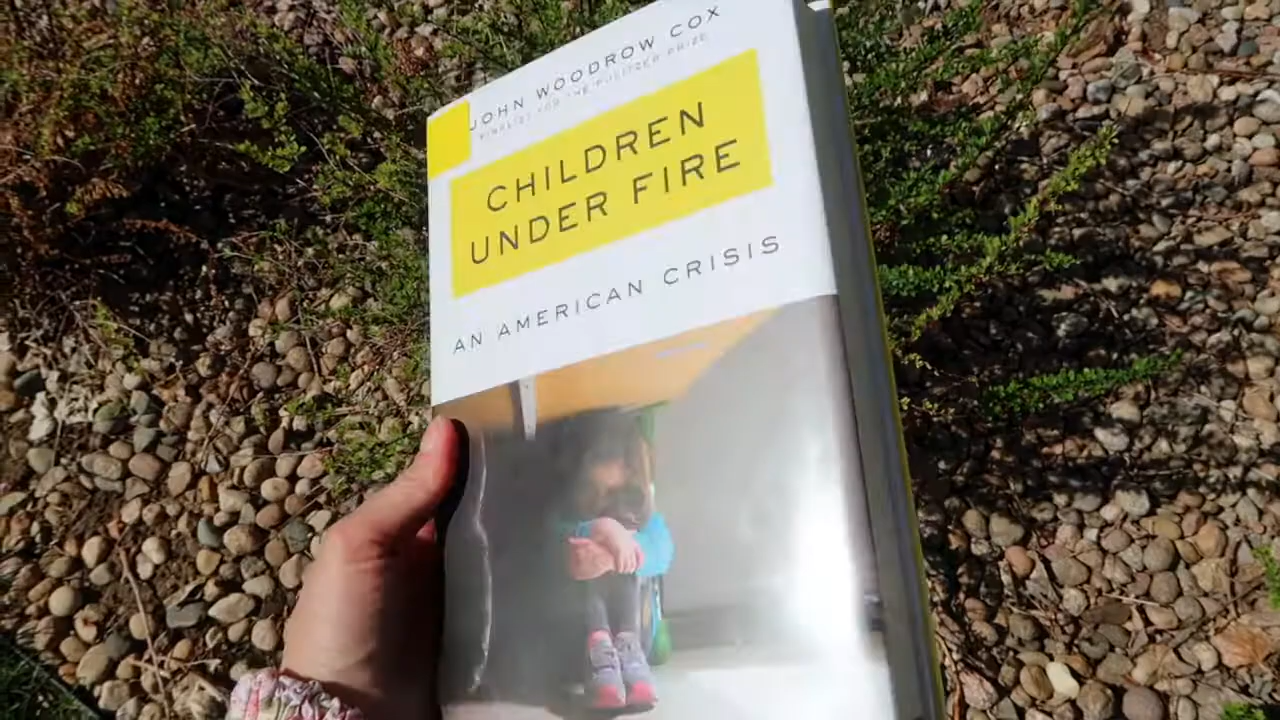 JOHN WOODROW COX
FINALIST FOR THE PULITZER PRIZE
CHILDREN
UNDER FIRE
AN AMERICAN CRISIS